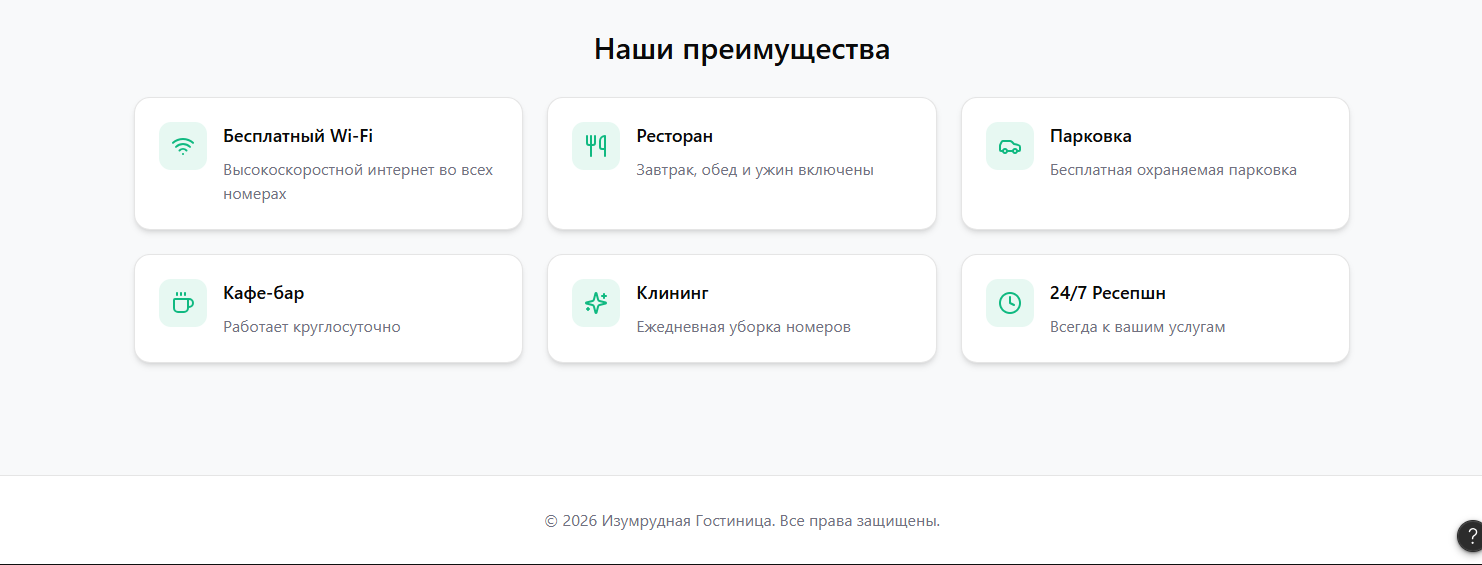 Наши преимущества
Бесплатный Wi-Fi
Высокоскоростной интернет во всех
номерах
Ресторан
Завтрак, обед и ужин включены
Парковка
Бесплатная охраняемая парковка
Кафе-бар
Работает круглосуточно
Клининг
Ежедневная уборка номеров
24/7 Ресепшн
Всегда к вашим услугам
© 2026 Изумрудная Гостиница. Все права защищены.
?